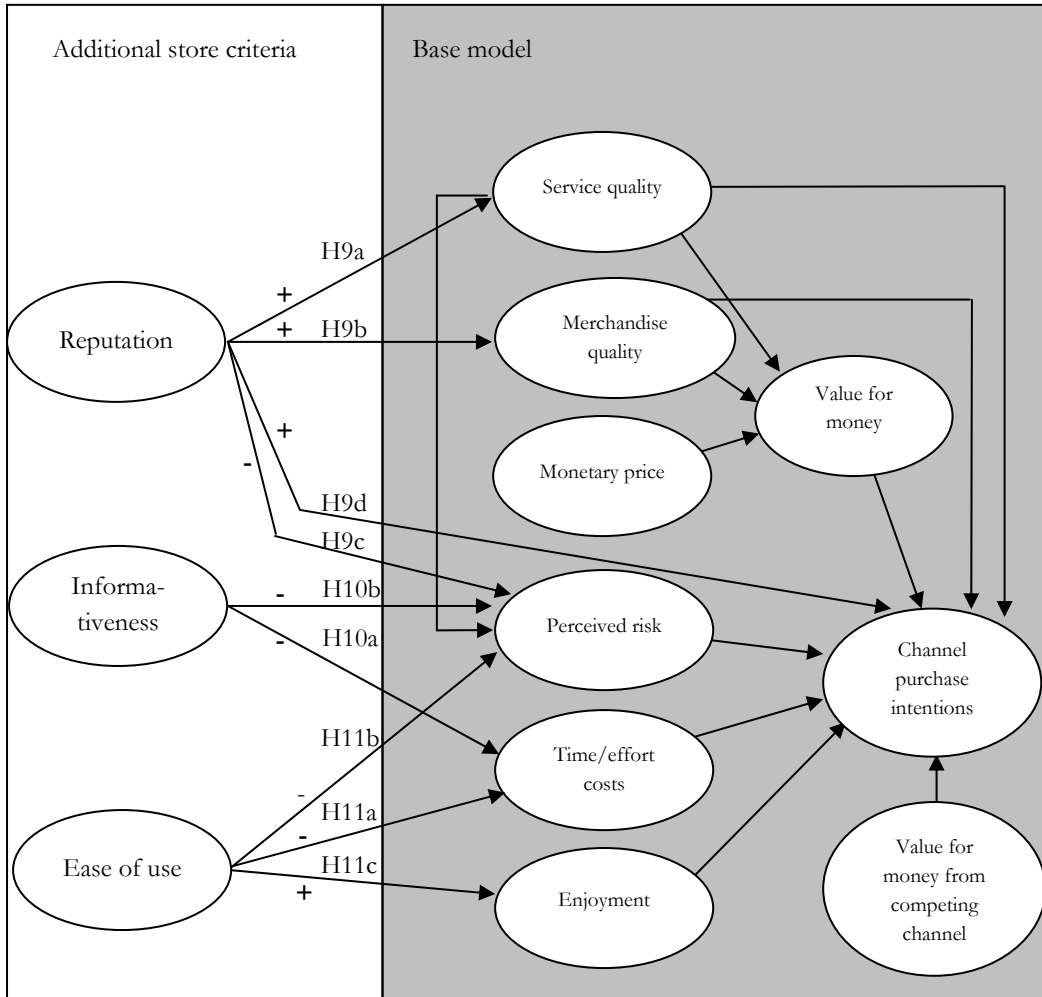 Additional store criteria
Base model
Service quality
H9a
+
+
H9b
Reputation
Merchandise
quality
Value for
money
+
-
Monetary price
H9d
H9c
Informa-
tiveness
-
H10b
-
H10a
Perceived risk
Channel
purchase
intentions
H11b
Time/effort
costs
-
H11a
-
Ease of use
H11c
+
Enjoyment
Value for
money from
competing
channel